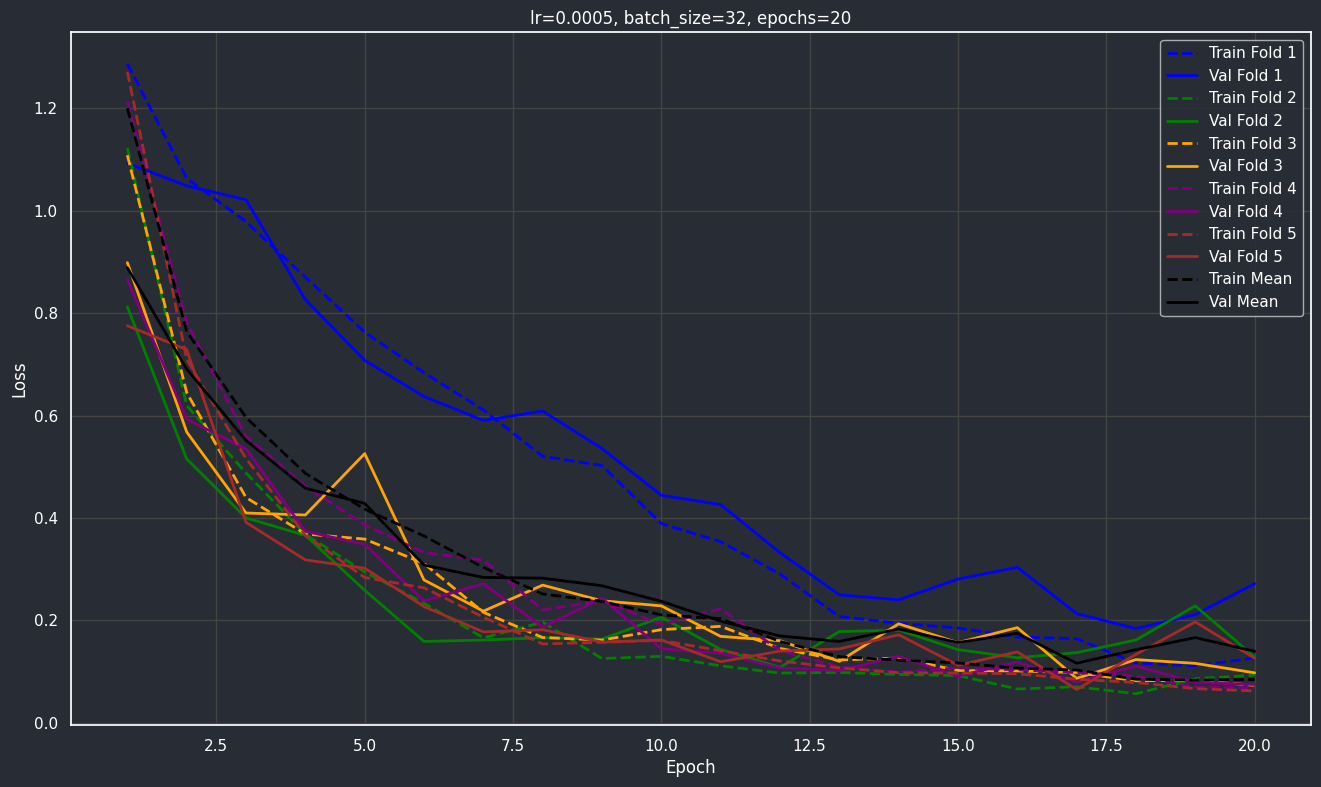 lr=0.0005, batch_size=32, epochs=20
Train Fold 1
Val Fold 1
Train Fold 2
Val Fold 2
Train Fold 3
Val Fold 3
Train Fold 4
Val Fold 4
Train Fold 5
Val Fold 5
Train Mean
Val Mean
Loss
1.2
1.0
0.8
0.6
0.4
0.2
0.0
2.5 5.0 7.5 10.0 12.5 15.0 17.5 20.0
Epoch